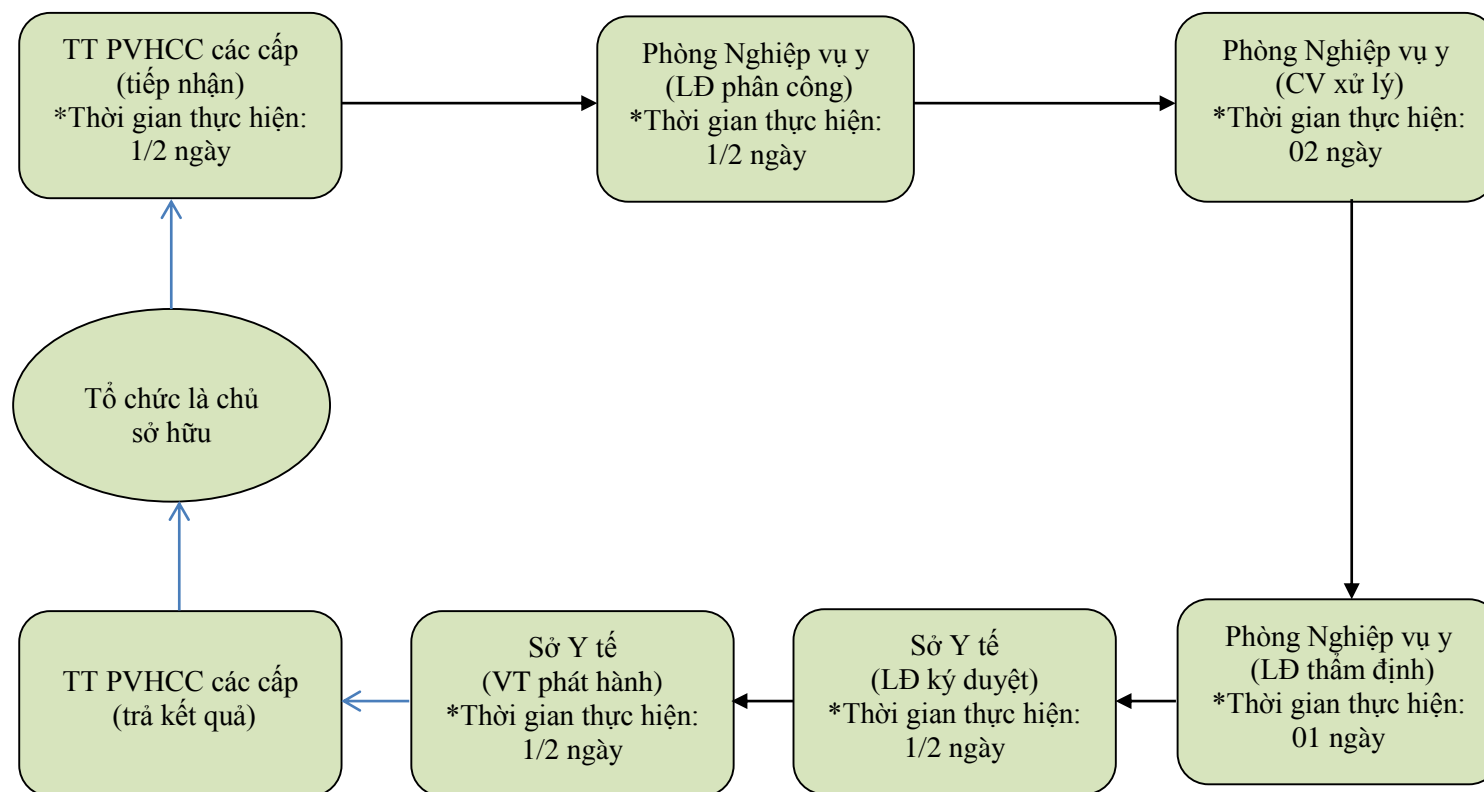 TT PVHCC các cấp
(tiếp nhận)
*Thời gian thực hiện:
1/2 ngày
Phòng Nghiệp vụ y
(LĐ phân công)
*Thời gian thực hiện:
1/2 ngày
Phòng Nghiệp vụ y
(CV xử lý)
*Thời gian thực hiện:
02 ngày
Tổ chức là chủ
sở hữu
TT PVHCC các cấp
(trả kết quả)
Sở Y tế
(VT phát hành)
*Thời gian thực hiện:
1/2 ngày
Sở Y tế
(LĐ ký duyệt)
*Thời gian thực hiện:
1/2 ngày
Phòng Nghiệp vụ y
(LĐ thẩm định)
*Thời gian thực hiện:
01 ngày